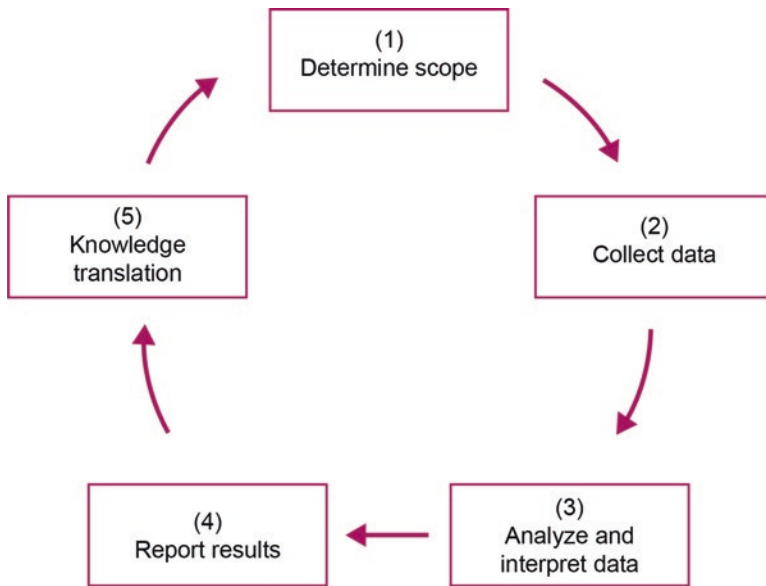 (1)
Determine scope
(2)
Collect data
(3)
Analyze and
interpret data
(4)
Report results
(5)
Knowledge
translation